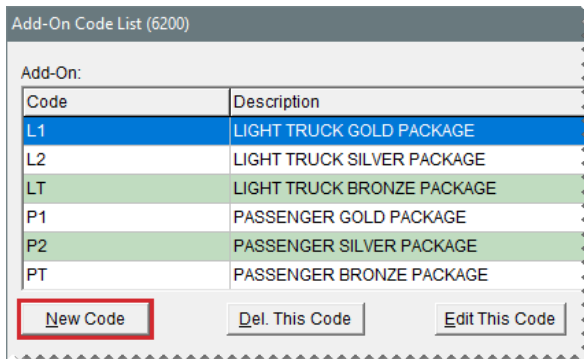 Add-On Code List (6200)
Add-On:
Code Description
L1 LIGHT TRUCK GOLD PACKAGE
L2 LIGHT TRUCK SILVER PACKAGE
LT LIGHT TRUCK BRONZE PACKAGE
P1 PASSENGER GOLD PACKAGE
P2 PASSENGER SILVER PACKAGE
PT PASSENGER BRONZE PACKAGE
New Code Del. This Code Edit This Code